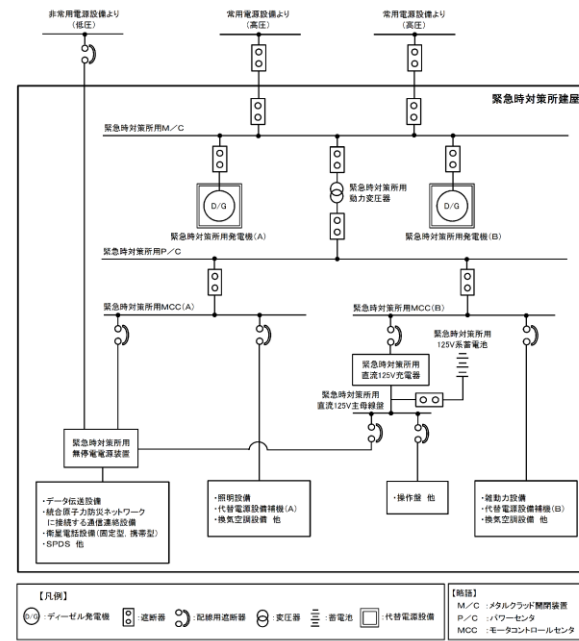 非常用電源設備より
(低圧)
常用電源設備より
(高圧)
常用電源設備より
(高圧)
緊急時対策所建屋
緊急時対策所用M/C
緊急時対策所用
動力変圧器
D/G
D/G
緊急時対策所用発電機(A)
緊急時対策所用発電機(B)
緊急時対策所用P/C
緊急時対策所用MCC(A)
緊急時対策所用MCC(B)
緊急時対策所用
125V系蓄電池
緊急時対策所用
直流125V充電器
緊急時対策所用
直流125V主母線盤
緊急時対策所用
無停電電源装置
・データ伝送設備
・統合原子力防災ネットワーク
に接続する通信連絡設備
・衛星電話設備(固定型, 携帯型)
・SPDS 他
・照明設備
・代替電源設備補機(A)
・換気空調設備 他
・操作盤 他
・雑動力設備
・代替電源設備補機(B)
・換気空調設備 他
【凡例】
D/G :ディーゼル発電機 :遮断器 :配線用遮断器 :変圧器 :蓄電池 :代替電源設備
【略語】
M/C :メタルクラッド開閉装置
P/C :パワーセンタ
MCC :モータコントロールセンタ